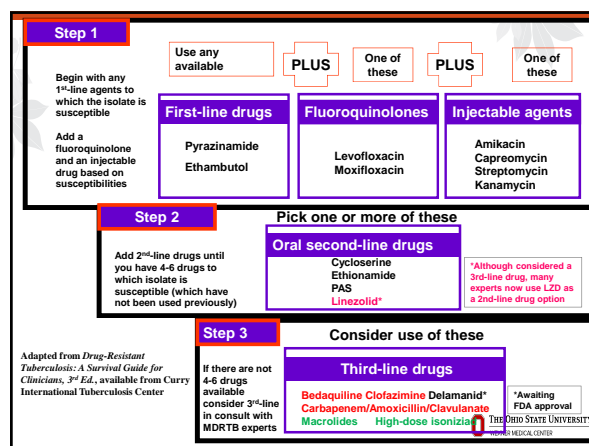 Step 1
Use any
available
PLUS
One of
these
PLUS
One of
these
Begin with any
1st-line agents to
which the isolate is
susceptible
Add a
fluoroquinolone
and an injectable
drug based on
susceptibilities
First-line drugs
Pyrazinamide
Ethambutol
Fluoroquinolones
Levofloxacin
Moxifloxacin
Injectable agents
Amikacin
Capreomycin
Streptomycin
Kanamycin
Step 2
Pick one or more of these
Add 2nd-line drugs until
you have 4-6 drugs to
which isolate is
susceptible (which have
not been used previously)
Oral second-line drugs
Cycloserine
Ethionamide
PAS
Linezolid*
*Although considered a
3rd-line drug, many
experts now use LZD as
a 2nd-line drug option
Step 3
Consider use of these
Adapted from Drug-Resistant
Tuberculosis: A Survival Guide for
Clinicians, 3rd Ed., available from Curry
International Tuberculosis Center
If there are not
4-6 drugs
available
consider 3rd-line
in consult with
MDRTB experts
Third-line drugs
Bedaquiline Clofazimine Delamanid*
Carbapenem/Amoxicillin/Clavulanate
Macrolides High-dose isoniazid
*Awaiting
FDA approval
THE OHIO STATE UNIVERSITY
WEXNER MEDICAL CENTER